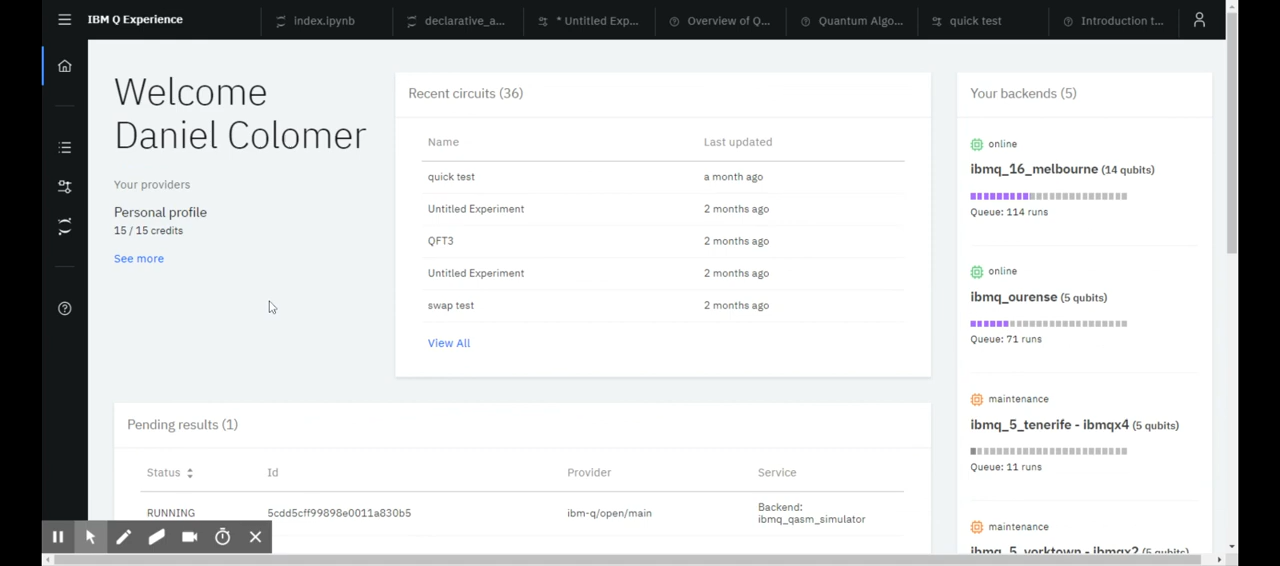 IBM Q Experience
index.ipynb
declarative_a...
* Untitled Exp...
Overview of Q...
Quantum Algo...
quick test
Introduction t...
Welcome
Daniel Colomer
Your providers
Personal profile
15 / 15 credits
See more
Recent circuits (36)
Name Last updated
quick test a month ago
Untitled Experiment 2 months ago
QFT3 2 months ago
Untitled Experiment 2 months ago
swap test 2 months ago
View All
Pending results (1)
Status Id Provider Service
RUNNING 5cdd5cff99898e0011a830b5 ibm-q/open/main Backend:
ibmq_qasm_simulator
Your backends (5)
online
ibmq_16_melbourne (14 qubits)
Queue: 114 runs
online
ibmq_ourense (5 qubits)
Queue: 71 runs
maintenance
ibmq_5_tenerife - ibmqx4 (5 qubits)
Queue: 11 runs
maintenance
ibmq_5_yorktown - ibmqx2 (5 qubits)